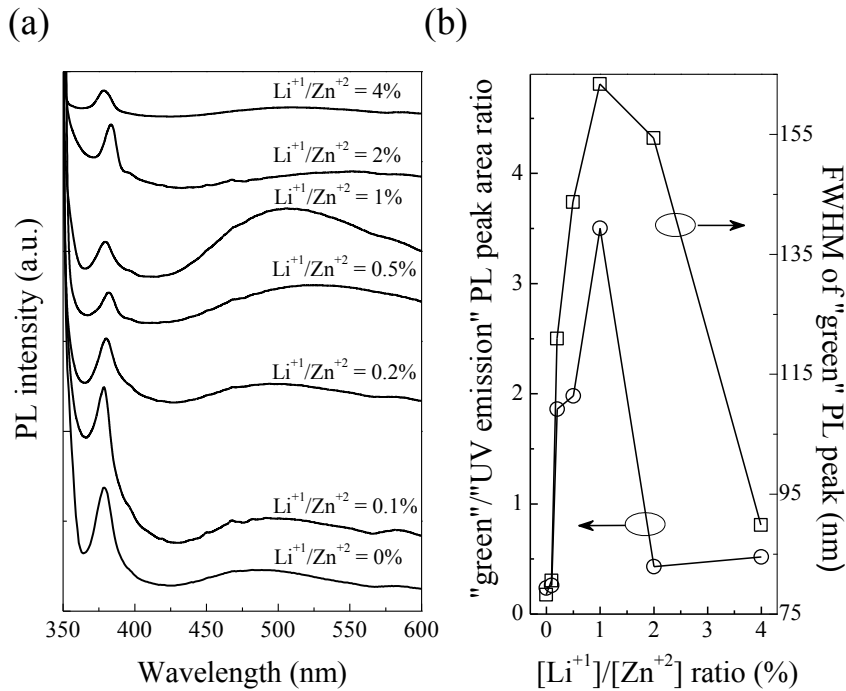 (a)
(b)
PL intensity (a.u.)
Li⁺¹/Zn⁺² = 4%
Li⁺¹/Zn⁺² = 2%
Li⁺¹/Zn⁺² = 1%
Li⁺¹/Zn⁺² = 0.5%
Li⁺¹/Zn⁺² = 0.2%
Li⁺¹/Zn⁺² = 0.1%
Li⁺¹/Zn⁺² = 0%
350 400 450 500 550 600
Wavelength (nm)
"green"/"UV emission" PL peak area ratio
4
3
2
1
0
155
135
115
95
75
FWHM of "green" PL peak (nm)
0 1 2 3 4
[Li⁺¹]/[Zn⁺²] ratio (%)